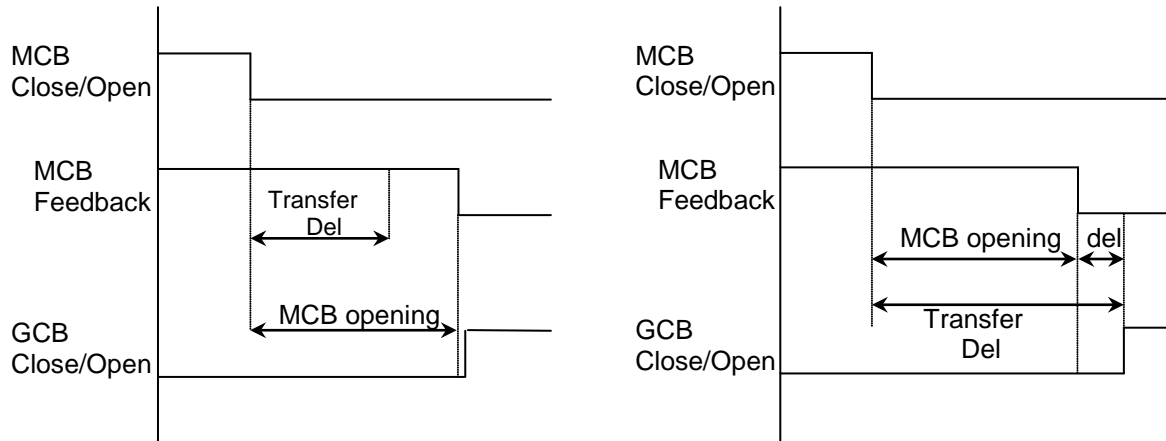 MCB
Close/Open
MCB
Feedback
Transfer
Del
MCB opening
GCB
Close/Open
MCB
Close/Open
MCB
Feedback
MCB opening
del
Transfer
Del
GCB
Close/Open